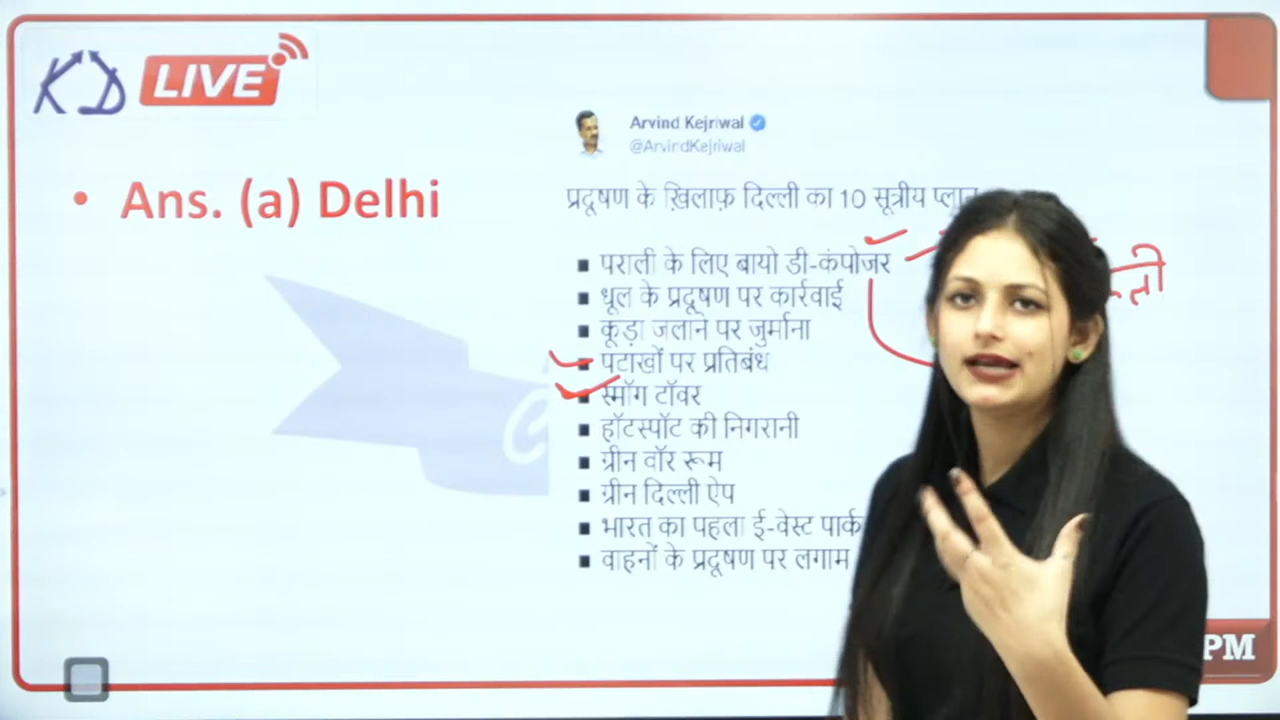 KD LIVE
Arvind Kejriwal
@ArvindKejriwal
• Ans. (a) Delhi
प्रदूषण के ख़िलाफ़ दिल्ली का 10 सूत्रीय प्लान
▪ पराली के लिए बायो डी-कंपोजर
▪ धूल के प्रदूषण पर कार्रवाई
▪ कूड़ा जलाने पर जुर्माना
▪ पटाखों पर प्रतिबंध
▪ स्मॉग टॉवर
▪ हॉटस्पॉट की निगरानी
▪ ग्रीन वॉर रूम
▪ ग्रीन दिल्ली ऐप
▪ भारत का पहला ई-वेस्ट पार्क
▪ वाहनों के प्रदूषण पर लगाम
PM